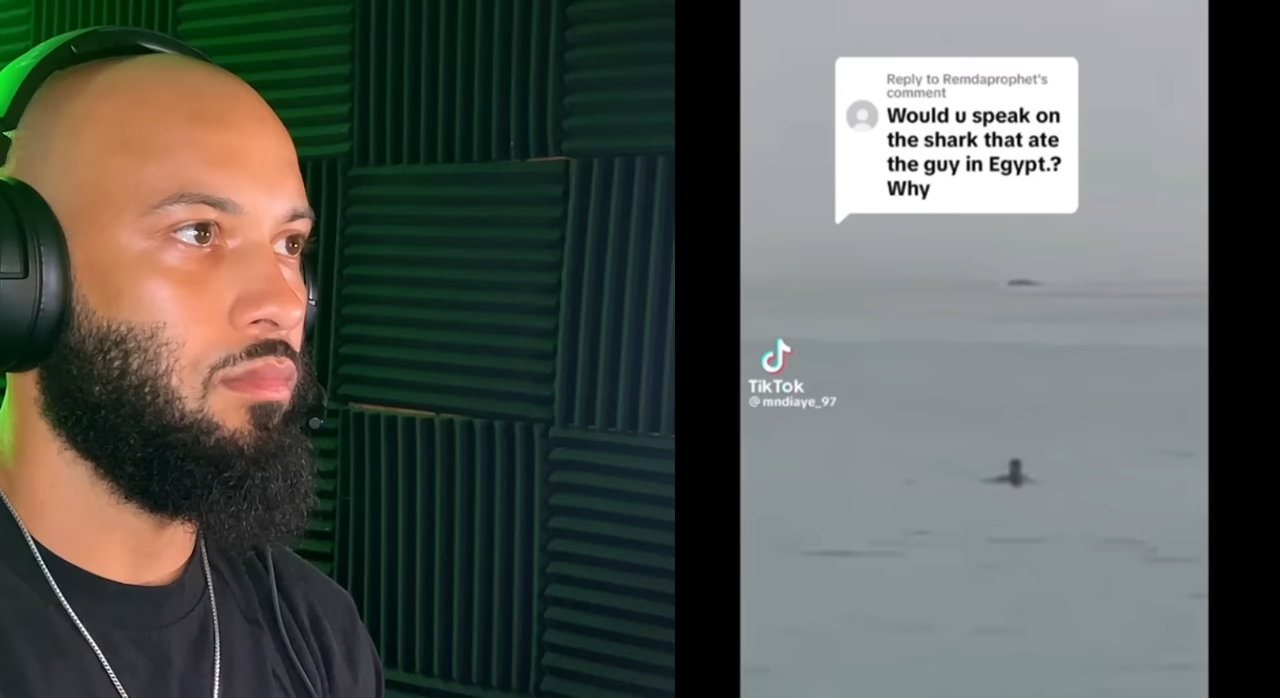 Reply to Remdaprophet's
comment
Would u speak on
the shark that ate
the guy in Egypt.?
Why
TikTok
@mndiaye_97